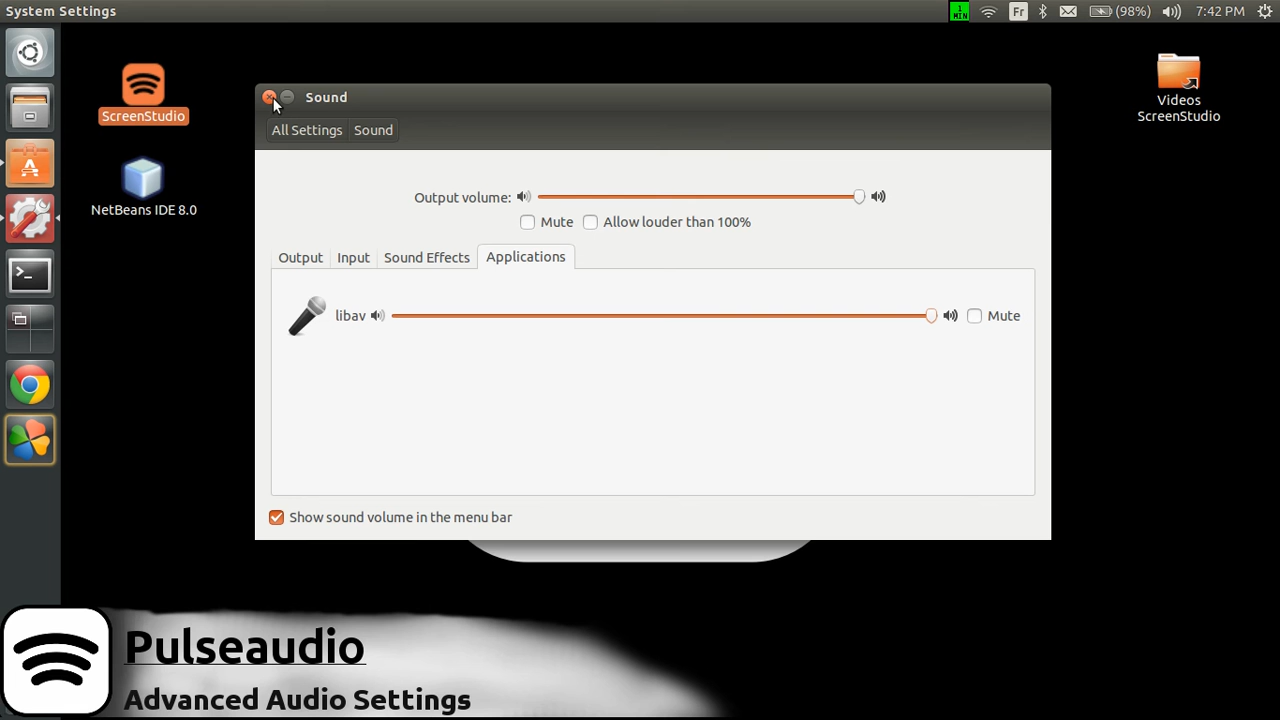 System Settings
1 MIN
Fr
(98%)
7:42 PM
ScreenStudio
NetBeans IDE 8.0
Videos
ScreenStudio
Sound
All Settings Sound
Output volume:
Mute Allow louder than 100%
Output Input Sound Effects Applications
libav Mute
Show sound volume in the menu bar
Pulseaudio
Advanced Audio Settings